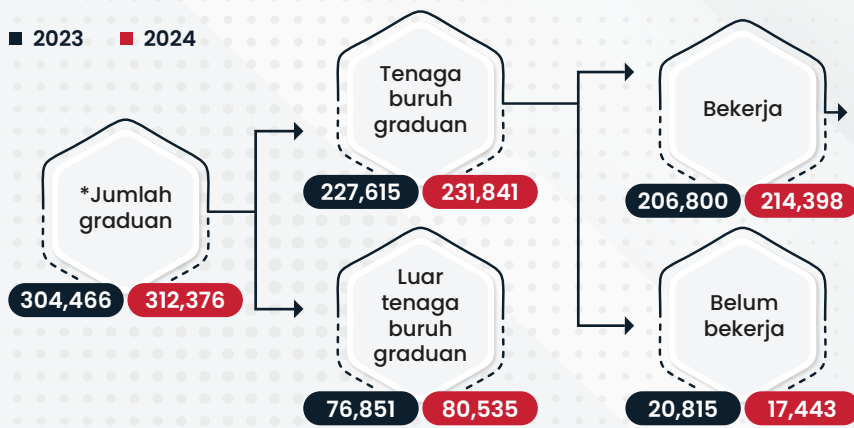 2023 2024
*Jumlah
graduan
304,466 312,376
Tenaga
buruh
graduan
227,615 231,841
Luar
tenaga
buruh
graduan
76,851 80,535
Bekerja
206,800 214,398
Belum
bekerja
20,815 17,443